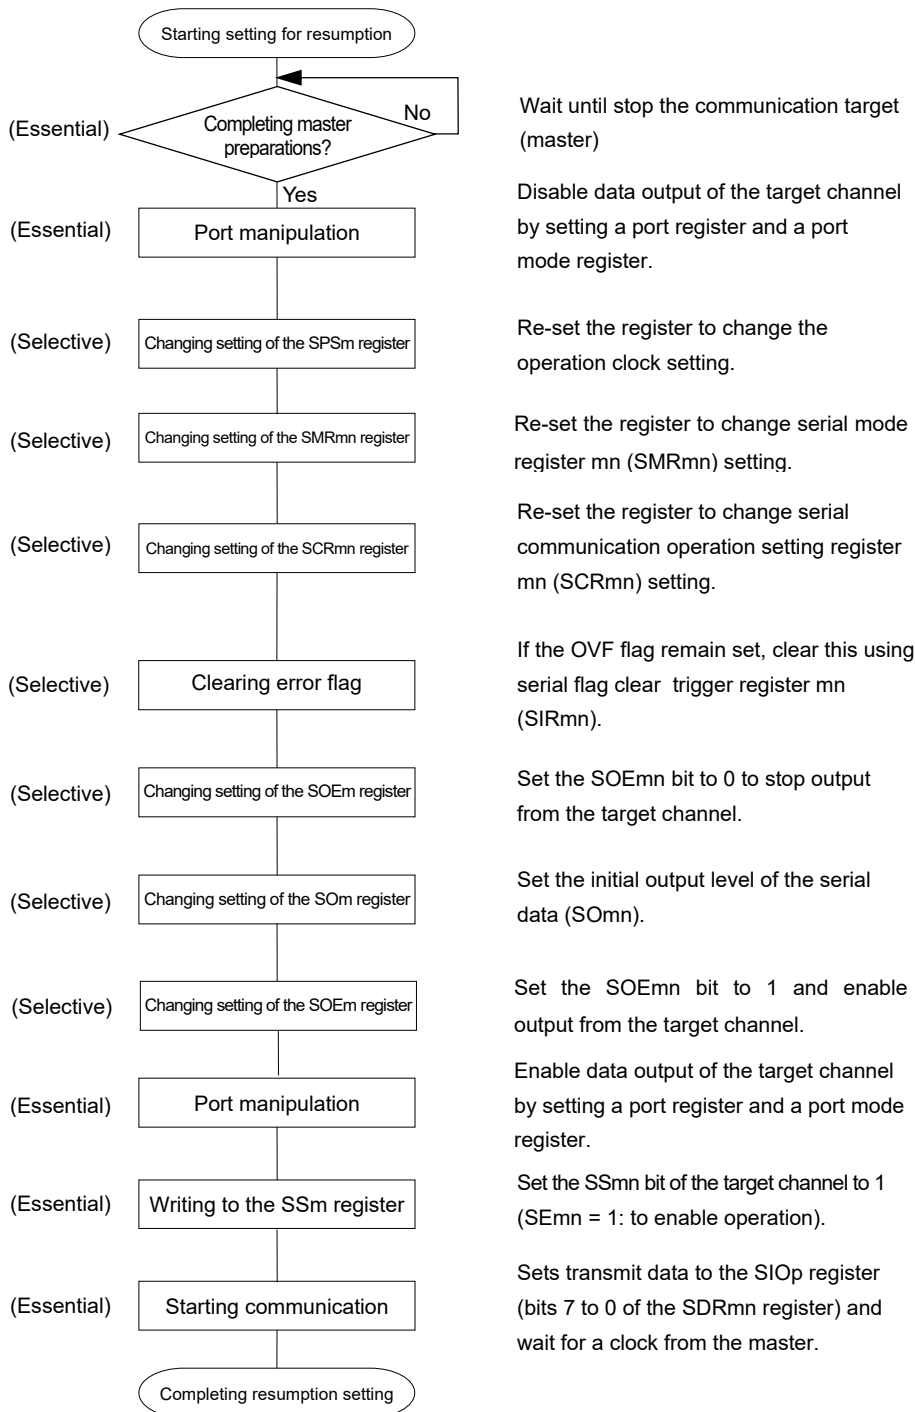 Starting setting for resumption
No
(Essential)
Completing master
preparations?
Wait until stop the communication target
(master)
Yes
(Essential)
Port manipulation
Disable data output of the target channel
by setting a port register and a port
mode register.
(Selective)
Changing setting of the SPSm register
Re-set the register to change the
operation clock setting.
(Selective)
Changing setting of the SMRmn register
Re-set the register to change serial mode
register mn (SMRmn) setting.
(Selective)
Changing setting of the SCRmn register
Re-set the register to change serial
communication operation setting register
mn (SCRmn) setting.
(Selective)
Clearing error flag
If the OVF flag remain set, clear this using
serial flag clear trigger register mn
(SIRmn).
(Selective)
Changing setting of the SOEm register
Set the SOEmn bit to 0 to stop output
from the target channel.
(Selective)
Changing setting of the SOm register
Set the initial output level of the serial
data (SOmn).
(Selective)
Changing setting of the SOEm register
Set the SOEmn bit to 1 and enable
output from the target channel.
(Essential)
Port manipulation
Enable data output of the target channel
by setting a port register and a port mode
register.
(Essential)
Writing to the SSm register
Set the SSmn bit of the target channel to 1
(SEmn = 1: to enable operation).
(Essential)
Starting communication
Sets transmit data to the SIOp register
(bits 7 to 0 of the SDRmn register) and
wait for a clock from the master.
Completing resumption setting